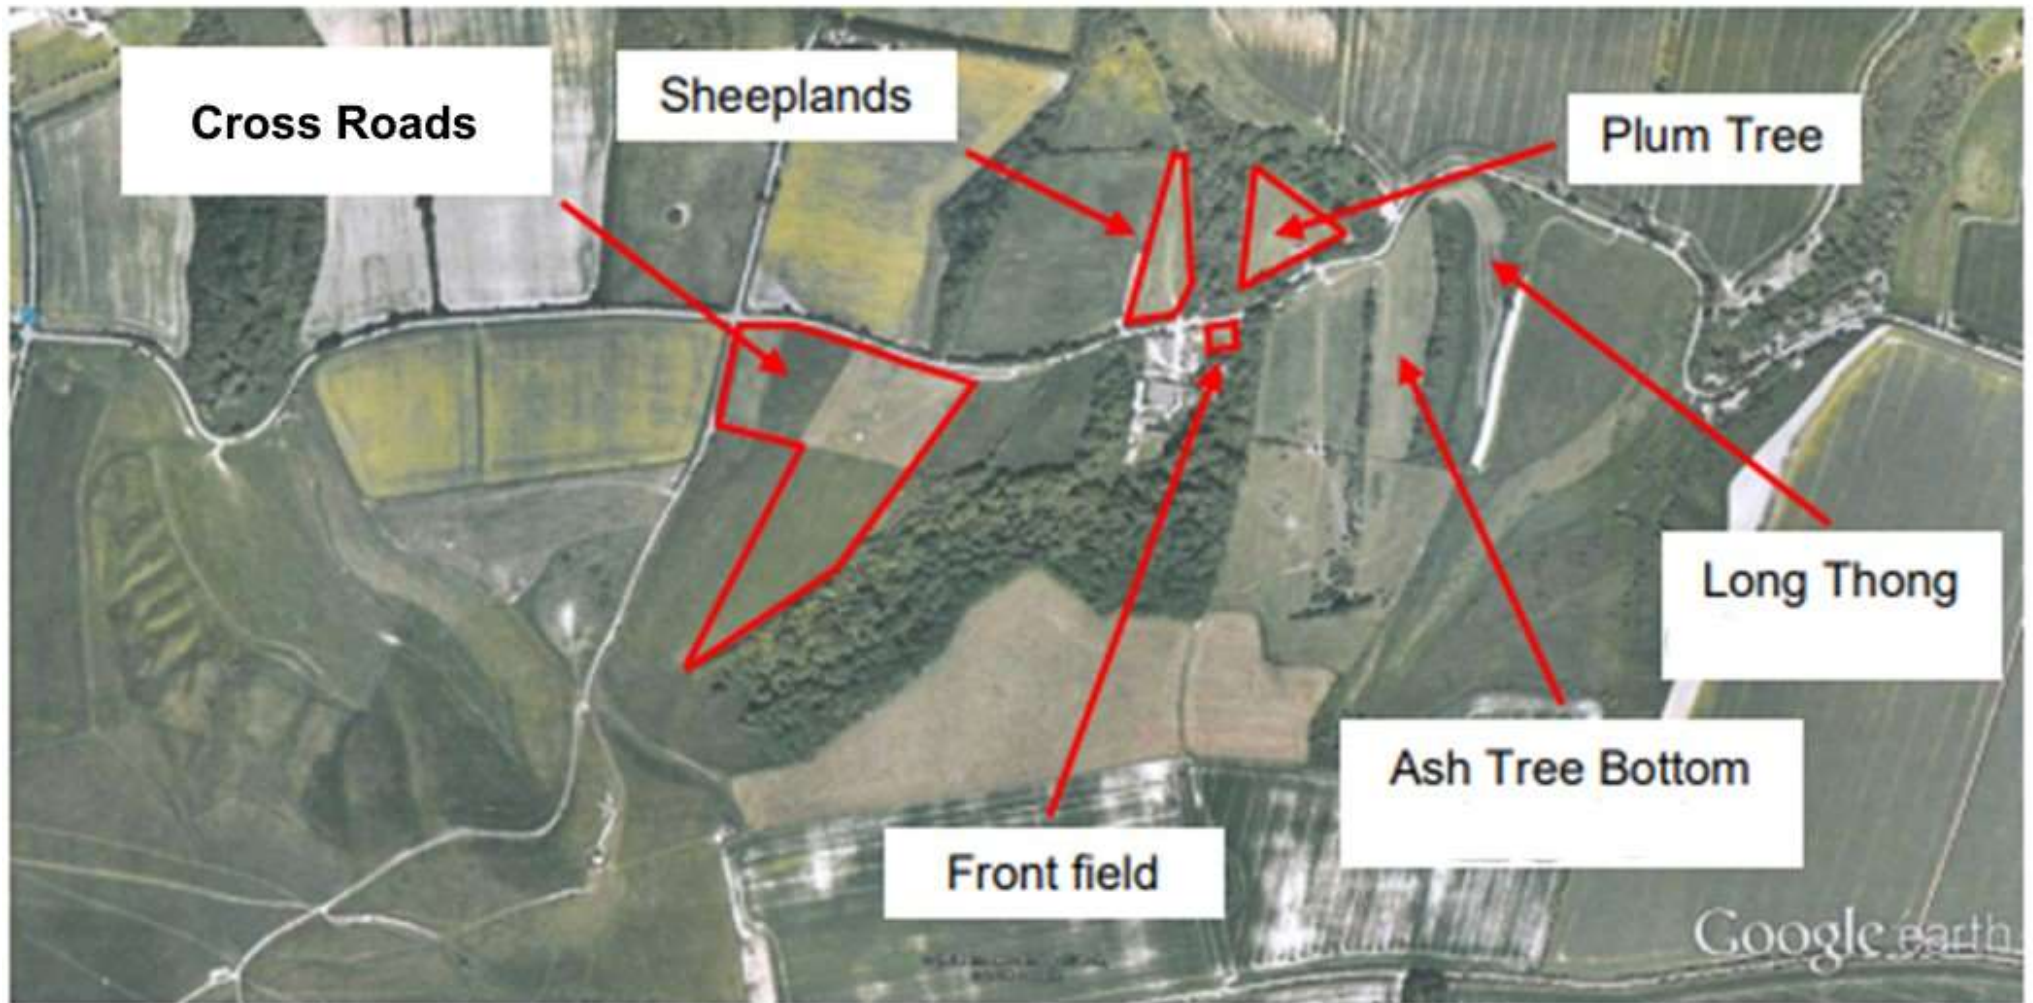 Cross Roads
Sheeplands
Plum Tree
Long Thong
Ash Tree Bottom
Front field
Google earth